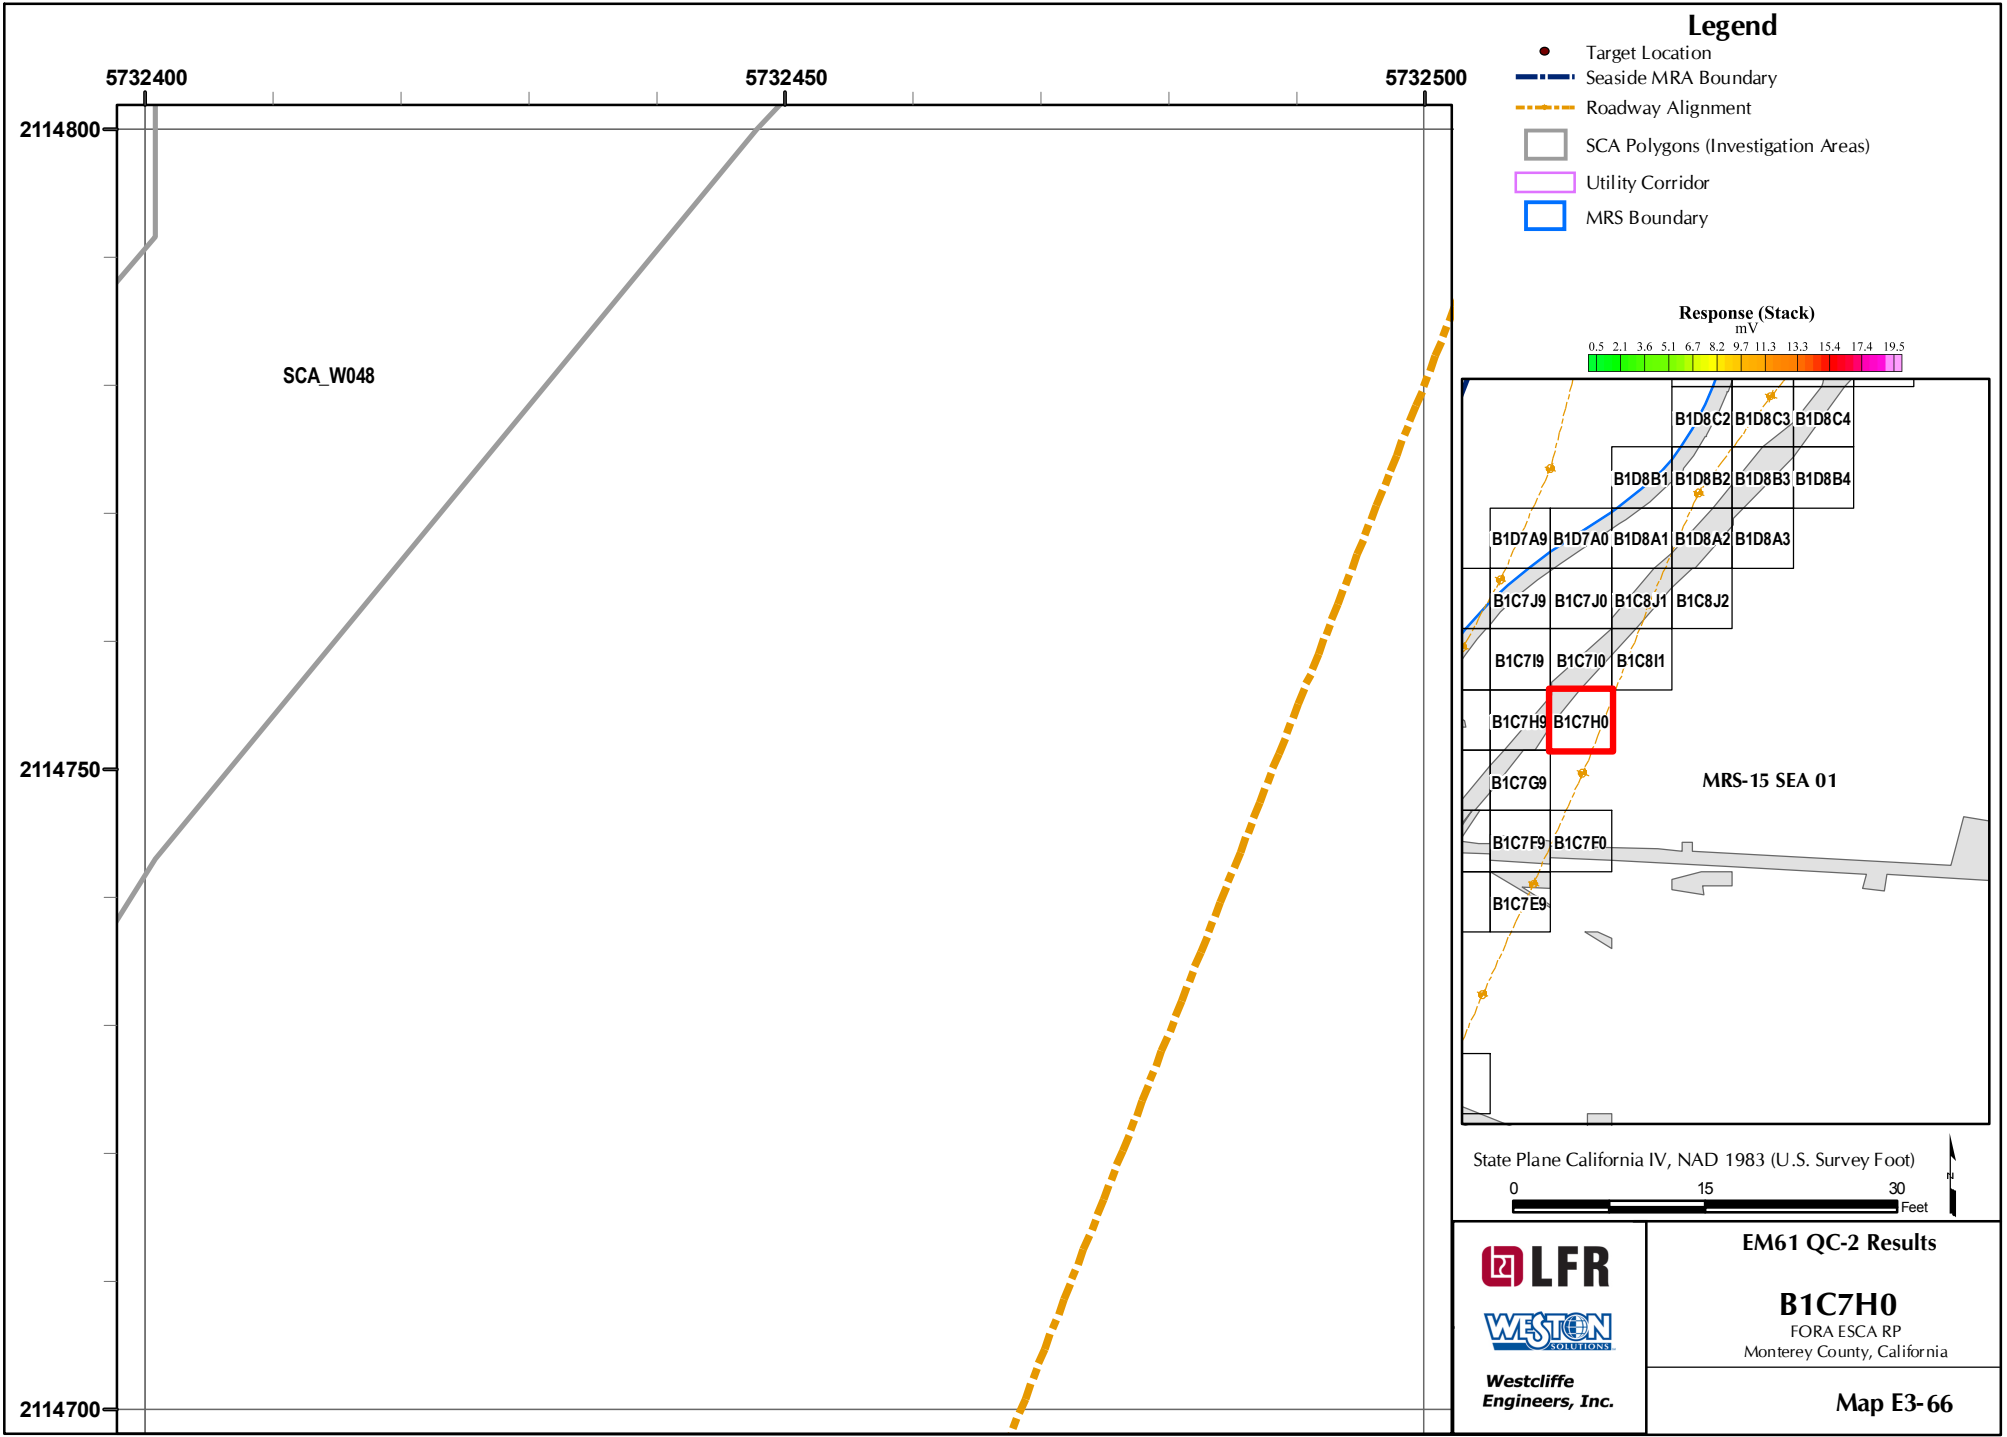 5732400
5732450
5732500
2114800
2114750
2114700
SCA_W048
Legend
Target Location
Seaside MRA Boundary
Roadway Alignment
SCA Polygons (Investigation Areas)
Utility Corridor
MRS Boundary
Response (Stack)
mV
0.5 2.1 3.6 5.1 6.7 8.2 9.7 11.3 13.3 15.4 17.4 19.5
B1D8C2 B1D8C3 B1D8C4
B1D8B1 B1D8B2 B1D8B3 B1D8B4
B1D7A9 B1D7A0 B1D8A1 B1D8A2 B1D8A3
B1C7J9 B1C7J0 B1C8J1 B1C8J2
B1C7I9 B1C7I0 B1C8I1
B1C7H9 B1C7H0
B1C7G9
MRS-15 SEA 01
B1C7F9 B1C7F0
B1C7E9
State Plane California IV, NAD 1983 (U.S. Survey Foot)
0 15 30
Feet
N
LFR
WESTON
SOLUTIONS
Westcliffe
Engineers, Inc.
EM61 QC-2 Results
B1C7H0
FORA ESCA RP
Monterey County, California
Map E3-66